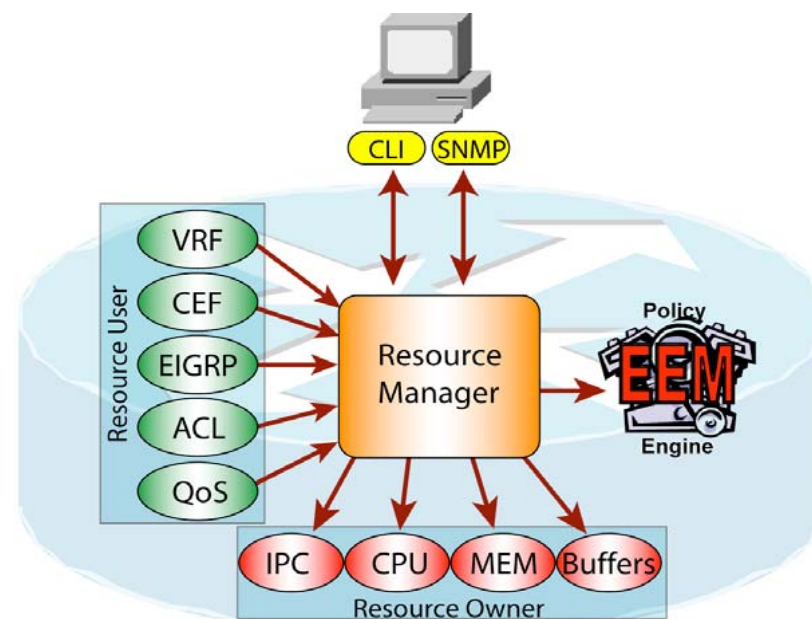 CLI SNMP
VRF
CEF
EIGRP
ACL
QoS
Resource User
Resource
Manager
Policy
EEM
Engine
IPC CPU MEM Buffers
Resource Owner